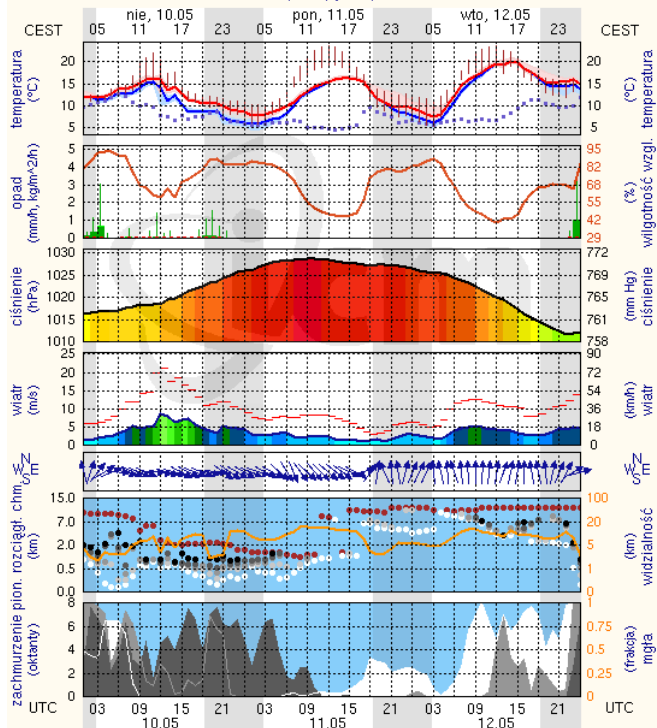 nie, 10.05 pon, 11.05 wto, 12.05
CEST 05 11 17 23 05 11 17 23 05 11 17 23 CEST
temperatura (°C) 20 15 10 5 20 15 10 5 (°C) temperatura
opad (mm/h, kg/m^2/h) 5 4 3 2 1 0 95 82 68 55 42 29 (%) wilgotność wzgl.
ciśnienie (hPa) 1030 1025 1020 1015 1010 772 769 765 761 758 (mm Hg) ciśnienie
wiatr (m/s) 25 20 15 10 5 0 90 72 54 36 18 0 (km/h) wiatr
N W E S N W E S
pion. rozciągł. chm. (km) 15.0 7.0 2.0 0.5 0.0 100 20 5 1 0 (km) widzialność
zachmurzenie (oktanty) 8 6 4 2 0 1 0.75 0.5 0.25 0 (frakcja) mgła
UTC 03 09 15 21 03 09 15 21 03 09 15 21 UTC
10.05 11.05 12.05
icm